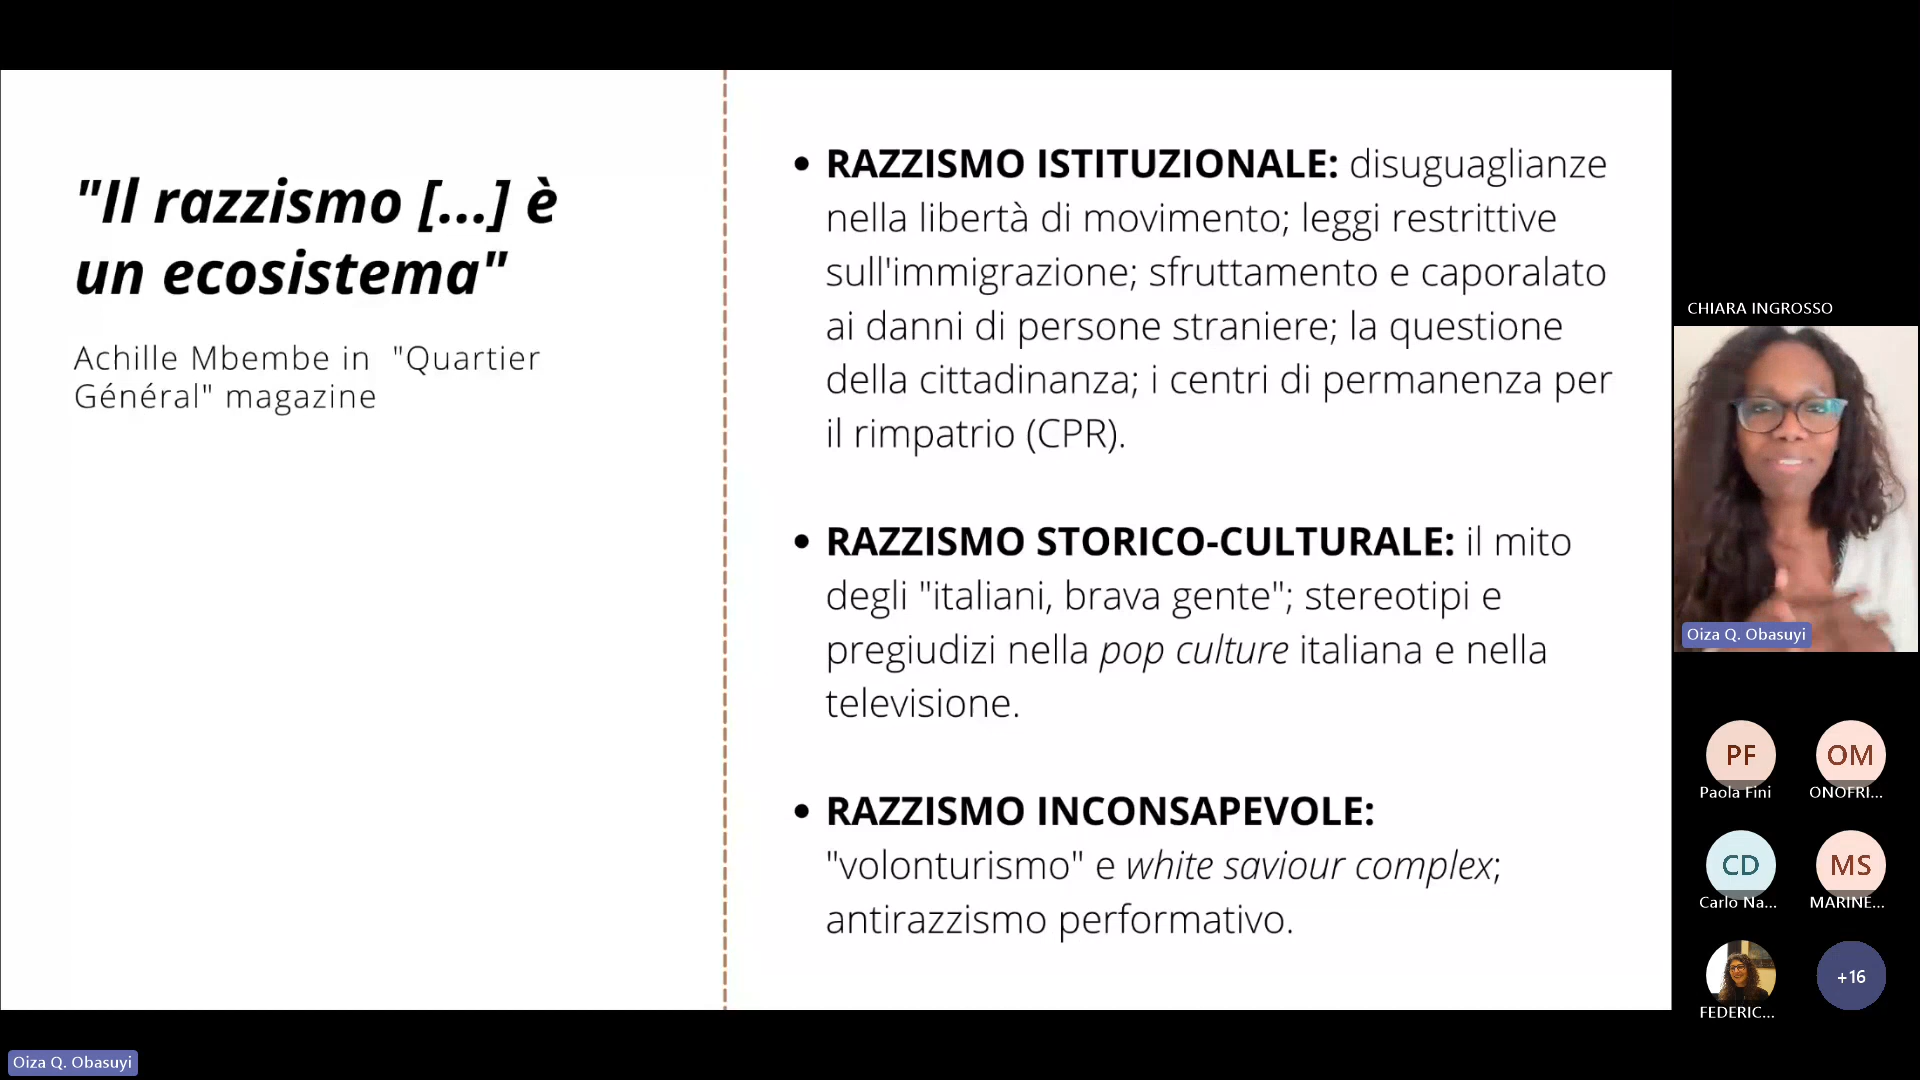 "Il razzismo [...] è
un ecosistema"
Achille Mbembe in "Quartier
Général" magazine
• RAZZISMO ISTITUZIONALE: disuguaglianze
nella libertà di movimento; leggi restrittive
sull'immigrazione; sfruttamento e caporalato
ai danni di persone straniere; la questione
della cittadinanza; i centri di permanenza per
il rimpatrio (CPR).
• RAZZISMO STORICO-CULTURALE: il mito
degli "italiani, brava gente"; stereotipi e
pregiudizi nella pop culture italiana e nella
televisione.
• RAZZISMO INCONSAPEVOLE:
"volonturismo" e white saviour complex;
antirazzismo performativo.
CHIARA INGROSSO
Oiza Q. Obasuyi
PF
Paola Fini
OM
ONOFRI...
CD
Carlo Na...
MS
MARINE...
FEDERIC...
+16
Oiza Q. Obasuyi